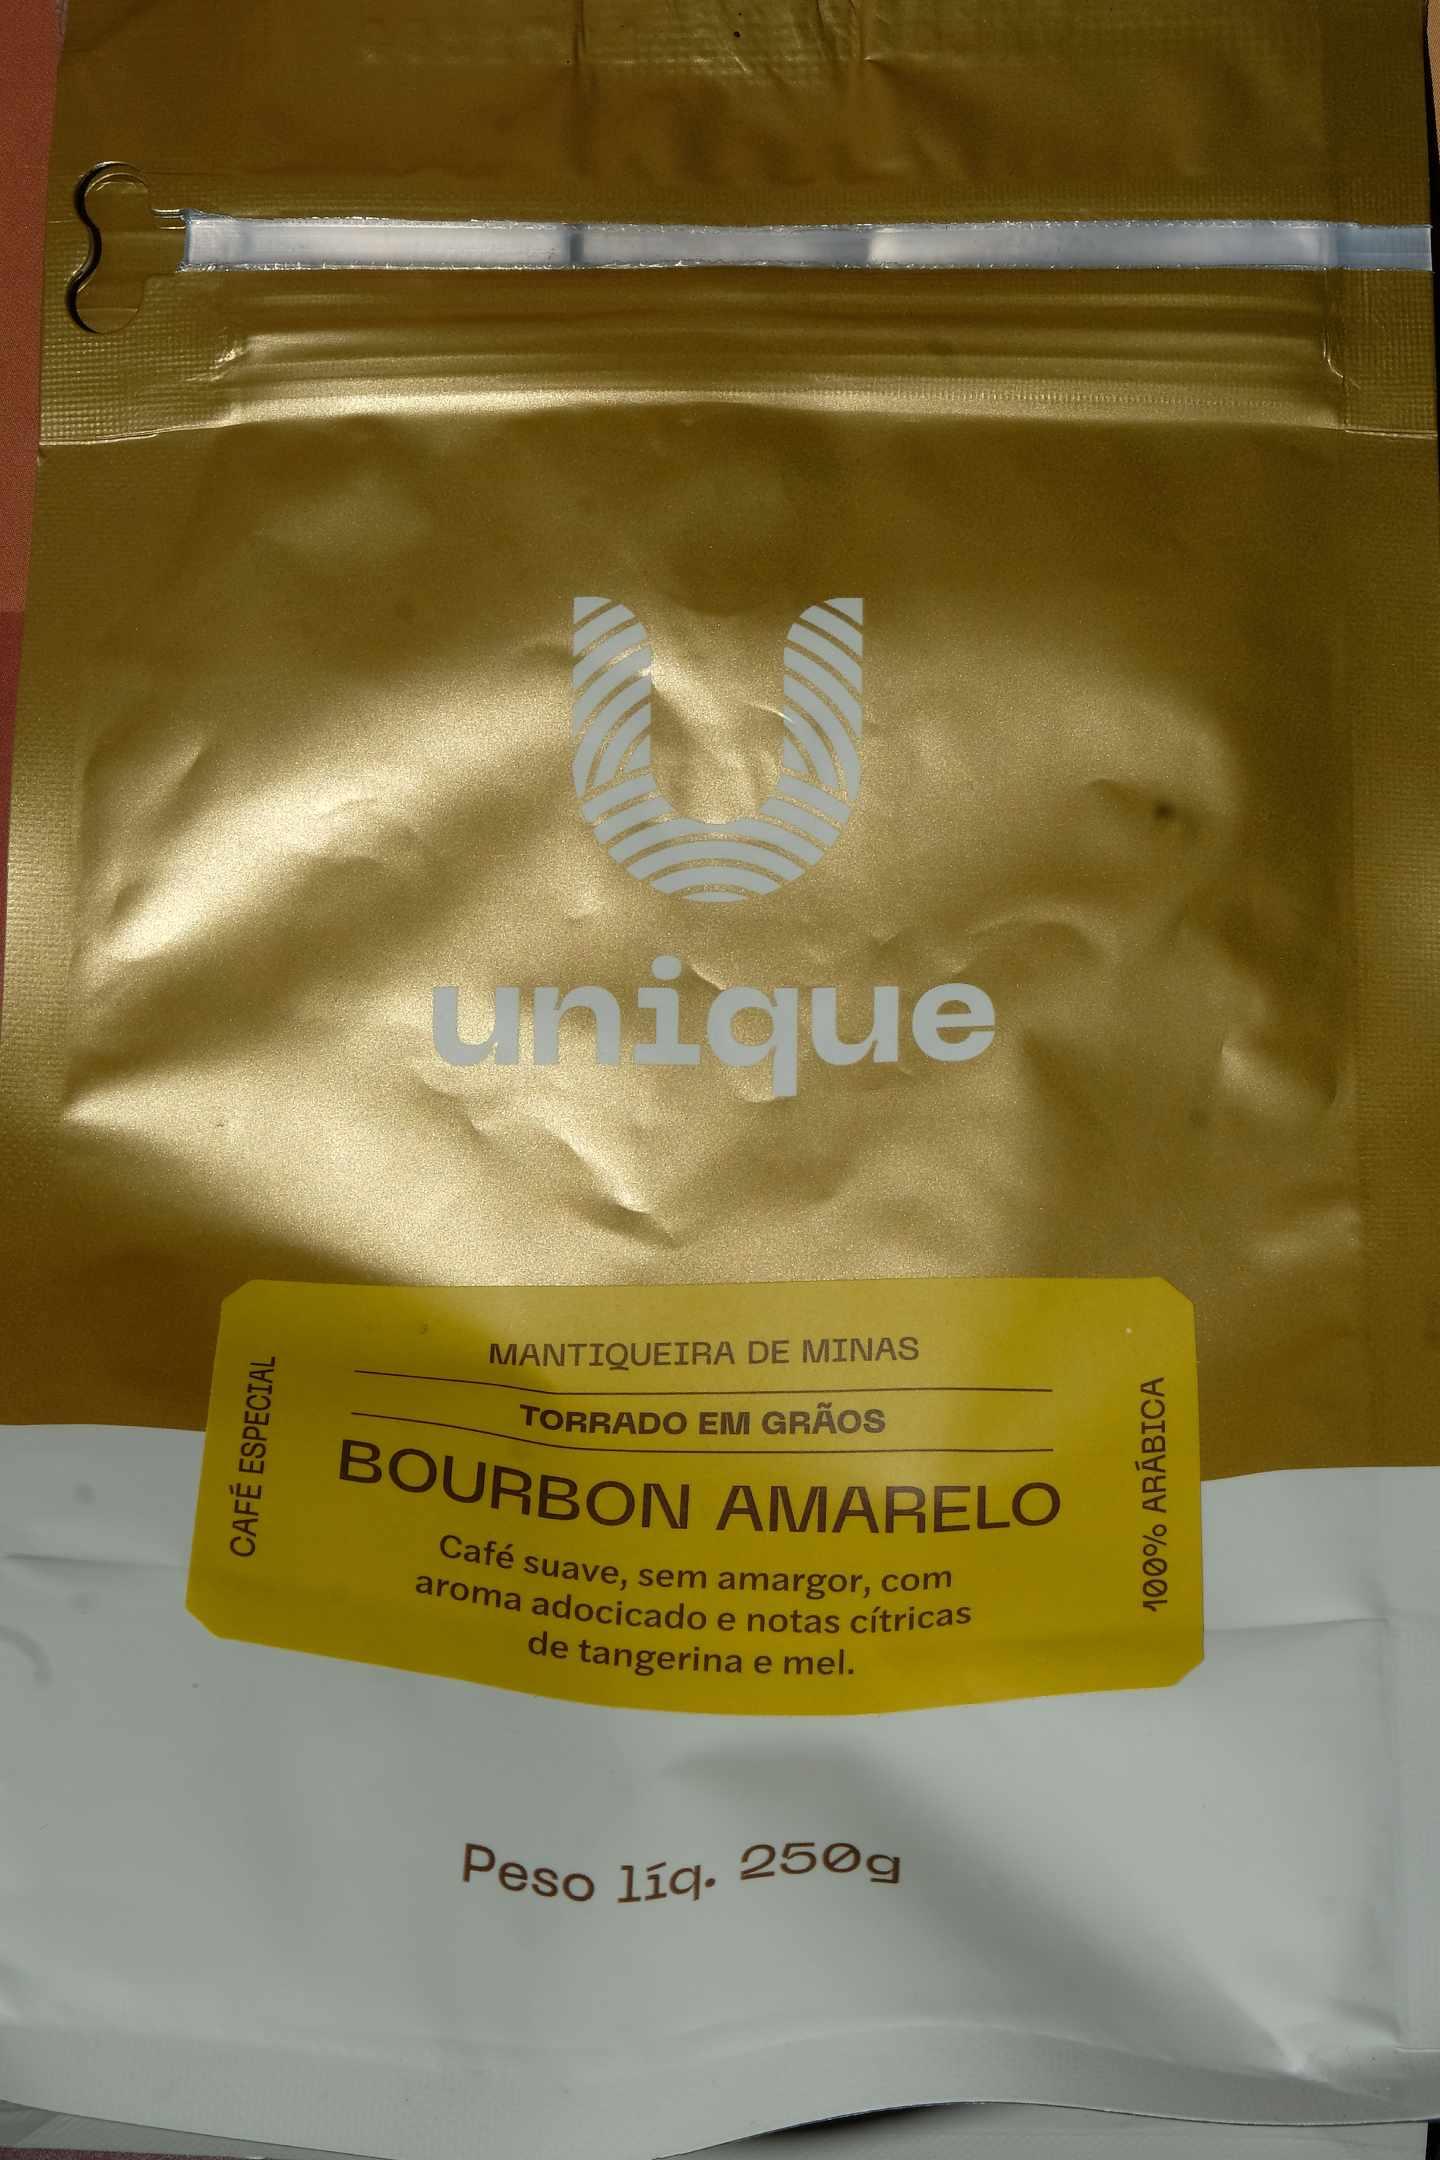 unique
MANTIQUEIRA DE MINAS
TORRADO EM GRÃOS
BOURBON AMARELO
Café suave, sem amargor, com
aroma adocicado e notas cítricas
de tangerina e mel.
CAFÉ ESPECIAL
100% ARÁBICA
Peso líq. 250g